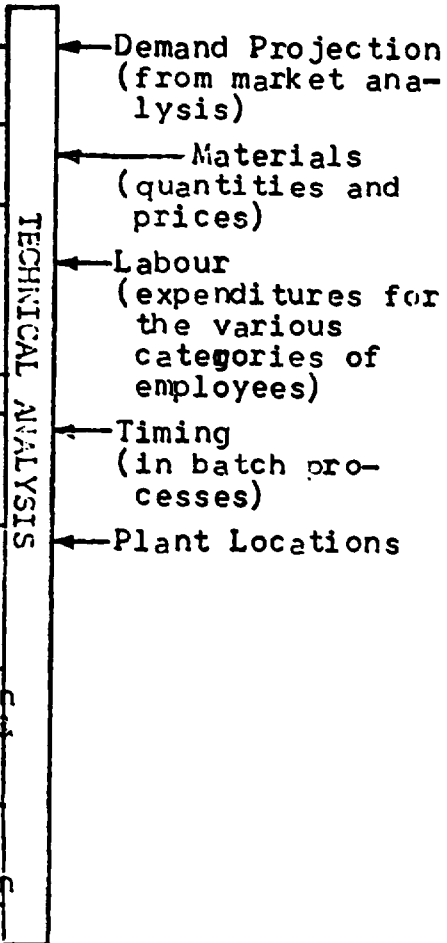 TECHNICAL ANALYSIS
Demand Projection
(from market ana-
lysis)
Materials
(quantities and
prices)
Labour
(expenditures for
the various
categories of
employees)
Timing
(in batch pro-
cesses)
Plant Locations